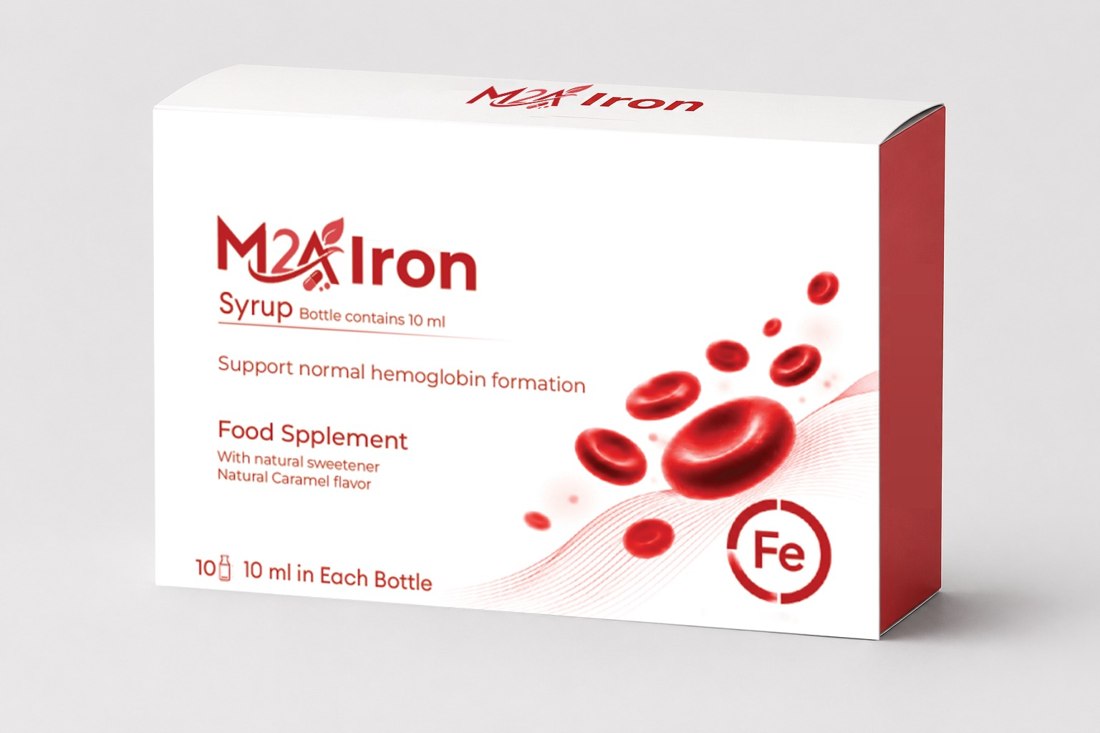 M2A Iron
M2A Iron
Syrup Bottle contains 10 ml
Support normal hemoglobin formation
Food Spplement
With natural sweetener
Natural Caramel flavor
10 10 ml in Each Bottle
Fe